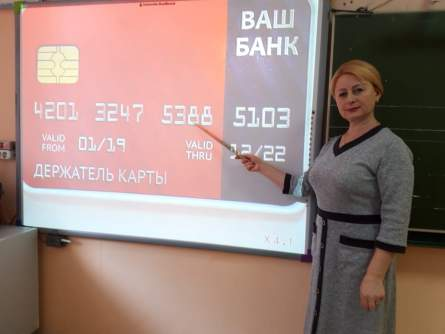 ВАШ
БАНК
4201 3247 5388 5103
VALID
FROM 01/19 VALID
THRU 12/22
ДЕРЖАТЕЛЬ КАРТЫ